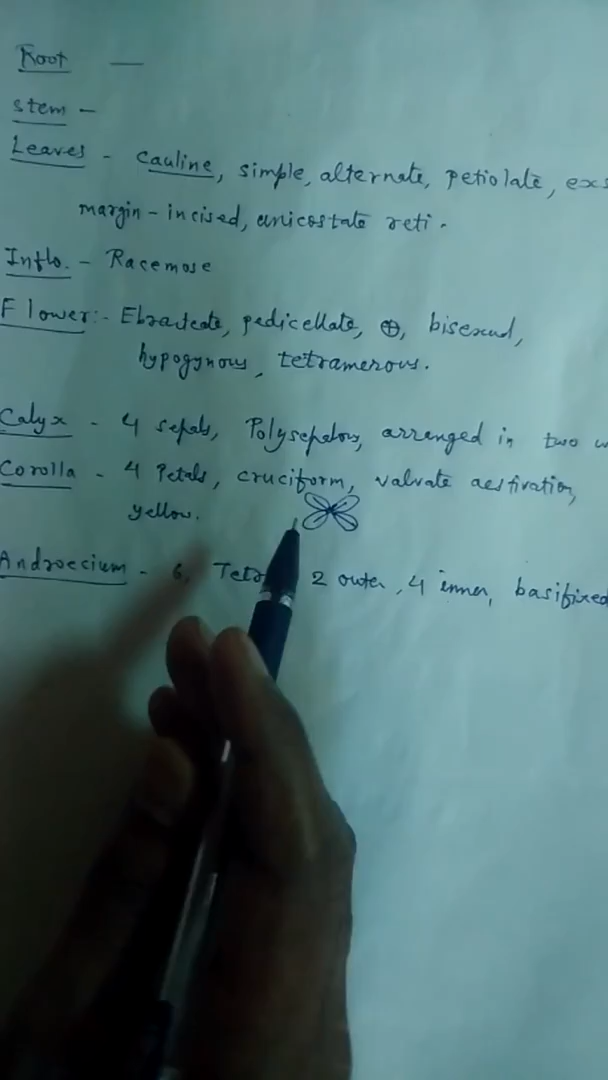 Root —
Stem -
Leaves - cauline, simple, alternate, petiolate, exs
margin - incised, unicostate reti.
Inflo. - Racemose
Flower:- Ebracteate, pedicellate, ⊕, bisexual,
hypogynous, tetramerous.
Calyx - 4 sepals, Polysepalous, arranged in two w
Corolla - 4 Petals, cruciform, valvate aestivation,
yellow.
Androecium - 6, Tet 2 outer, 4 inner, basifixed